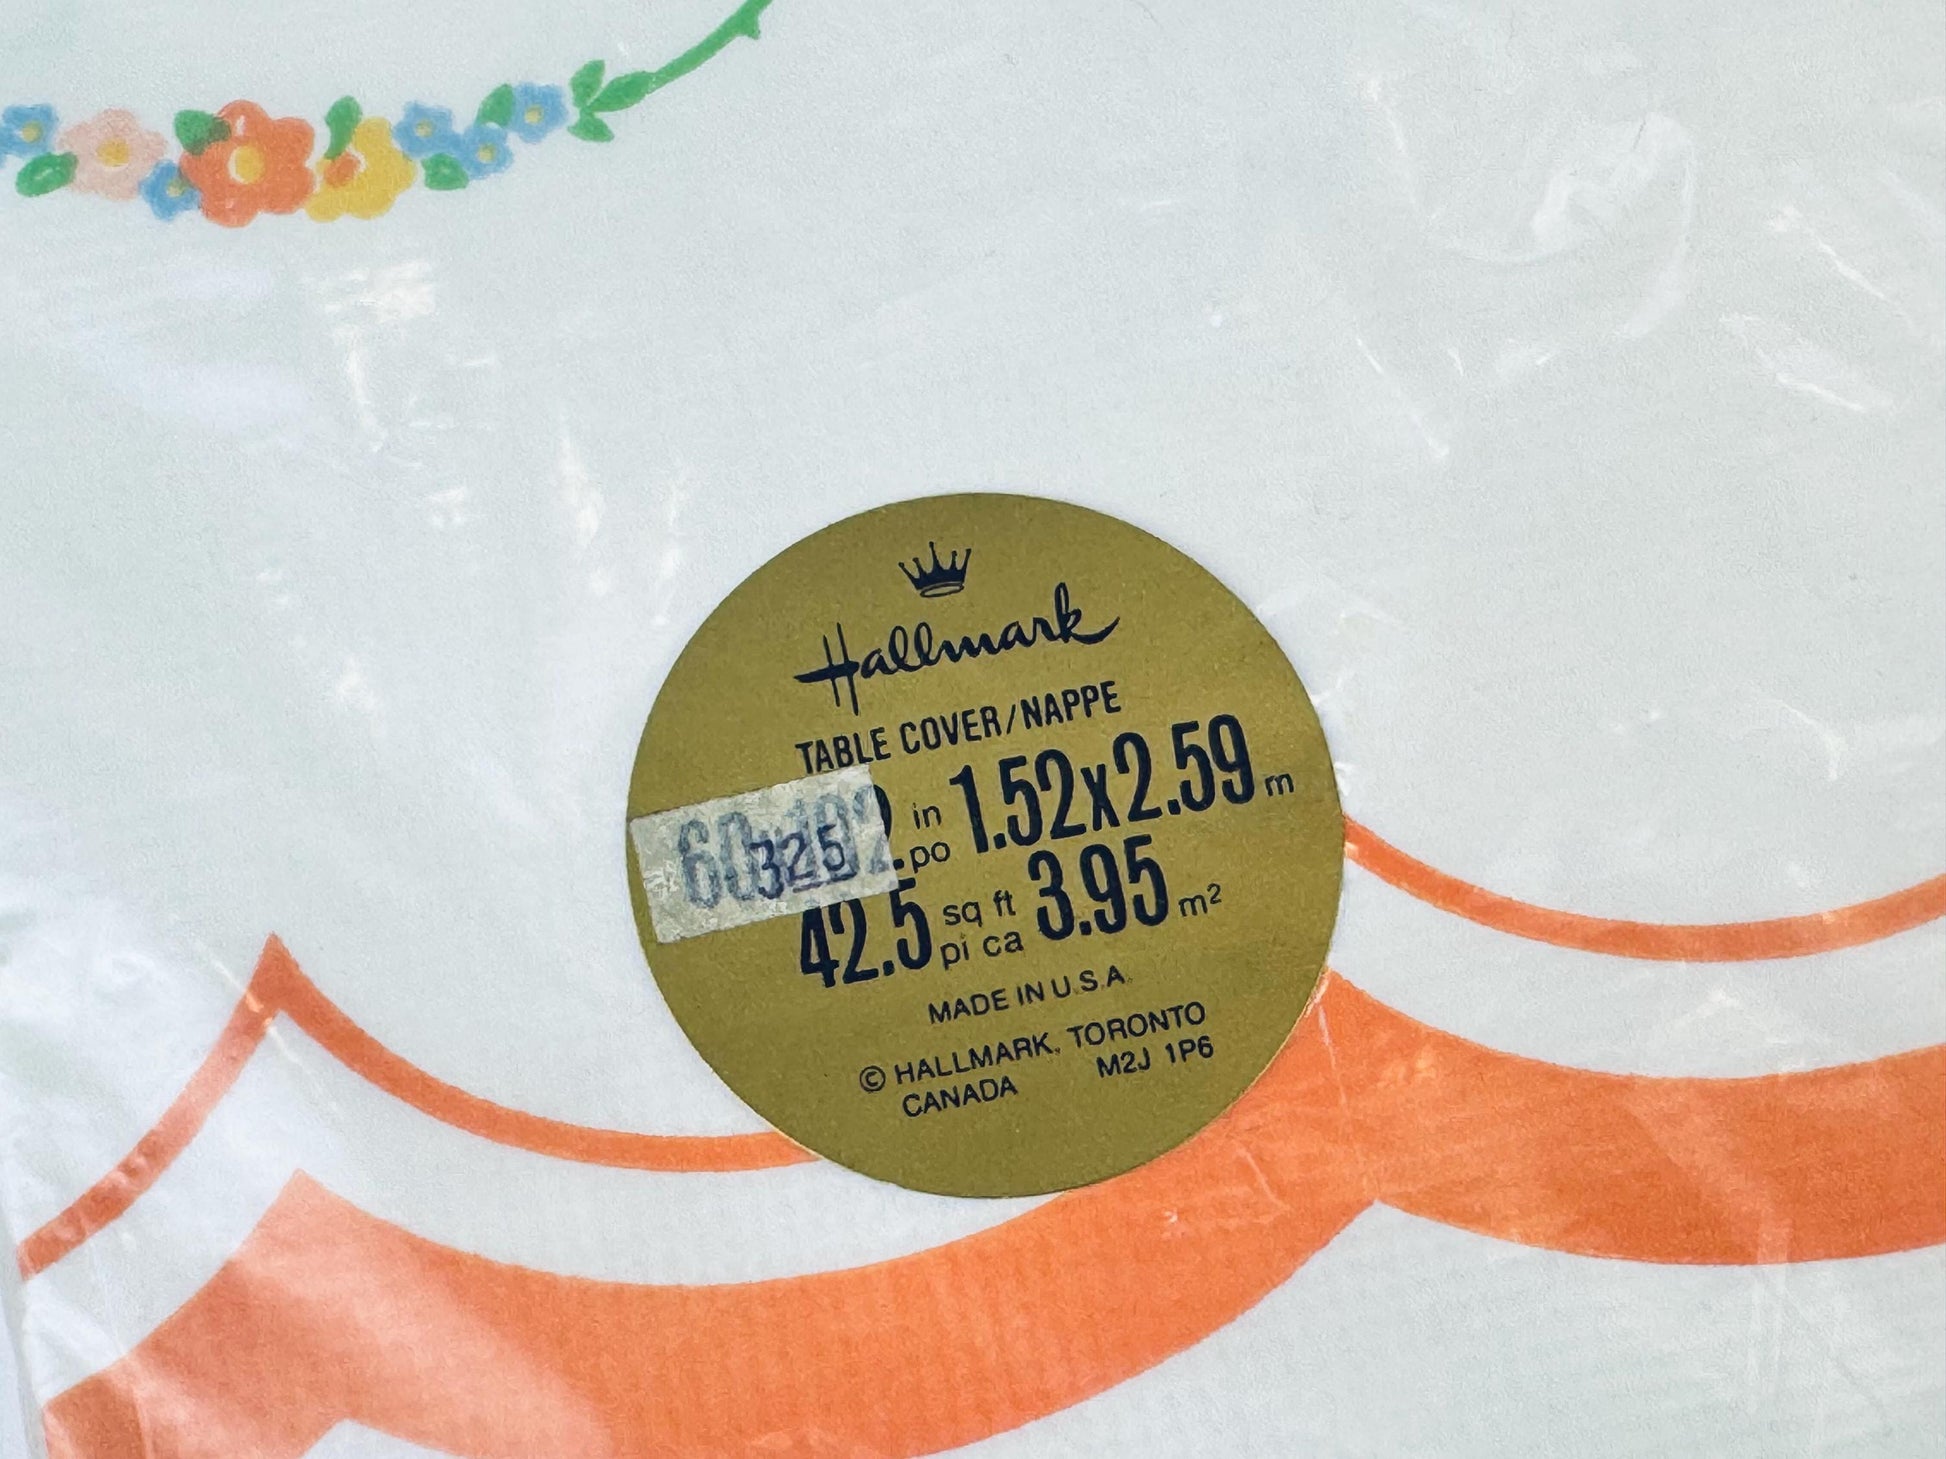 Hallmark
TABLE COVER/NAPPE
60x102. in po 1.52x2.59 m
325
42.5 sq ft pi ca 3.95 m²
MADE IN U.S.A.
© HALLMARK, TORONTO
CANADA M2J 1P6